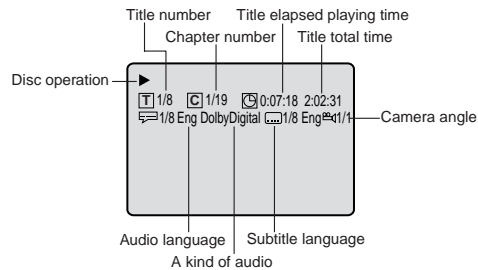 Title number Title elapsed playing time
Chapter number Title total time
Disc operation
T 1/8 C 1/19 0:07:18 2:02:31
1/8 Eng DolbyDigital 1/8 Eng 1/1 Camera angle
Audio language Subtitle language
A kind of audio